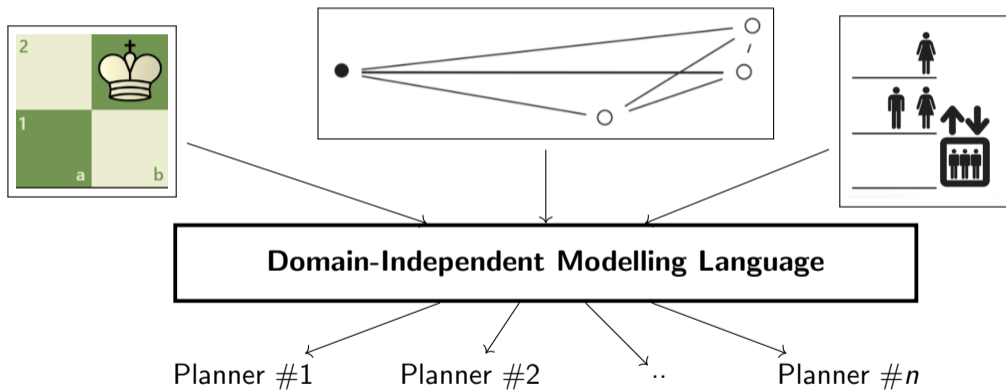 2
1
a b
Domain-Independent Modelling Language
Planner #1 Planner #2 .. Planner #n